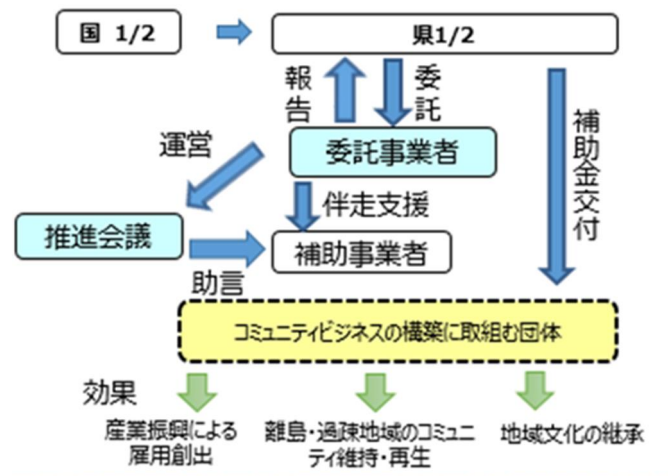 国 1/2
県1/2
報告
委託
補助金交付
運営
委託事業者
伴走支援
推進会議
補助事業者
助言
コミュニティビジネスの構築に取組む団体
効果
産業振興による
雇用創出
離島・過疎地域のコミュニ
ティ維持・再生
地域文化の継承